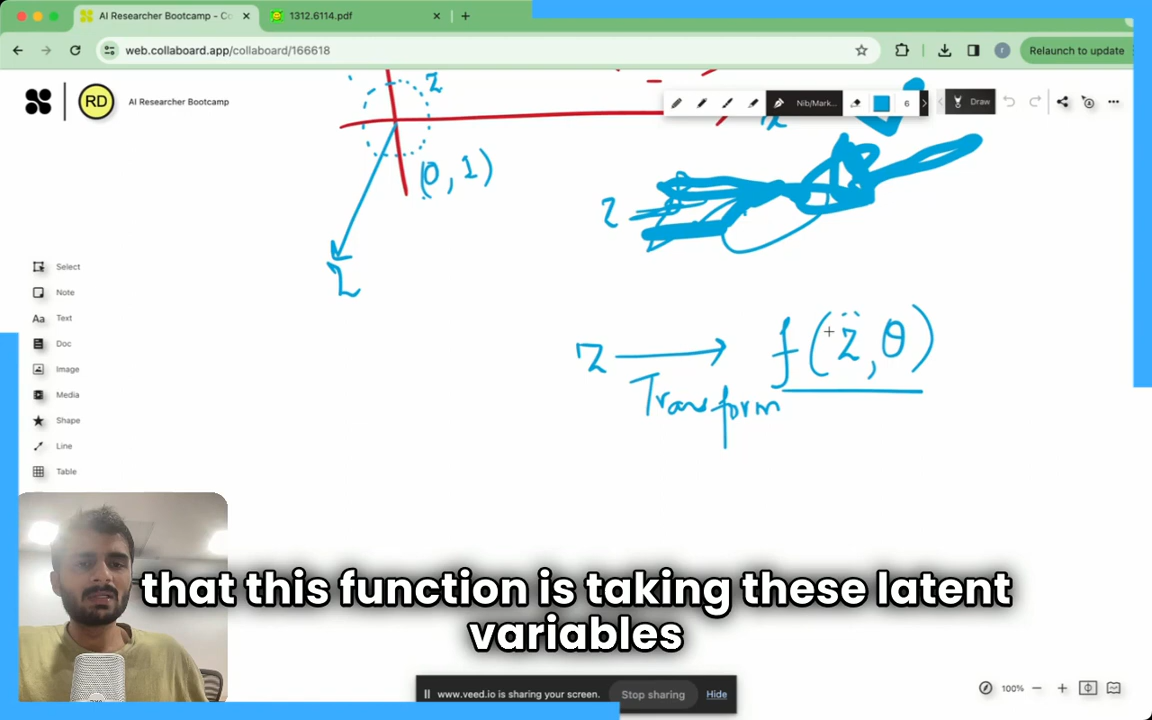 AI Researcher Bootcamp - Co
1312.6114.pdf
web.collaboard.app/collaboard/166618
r
Relaunch to update
RD
AI Researcher Bootcamp
Nib/Mark...
6
Draw
z
(0, 1)
z
z
Select
Note
Aa Text
Doc
Image
Media
Shape
Line
Table
z → f(z, θ)
Transform
that this function is taking these latent
variables
www.veed.io is sharing your screen.
Stop sharing
Hide
100%